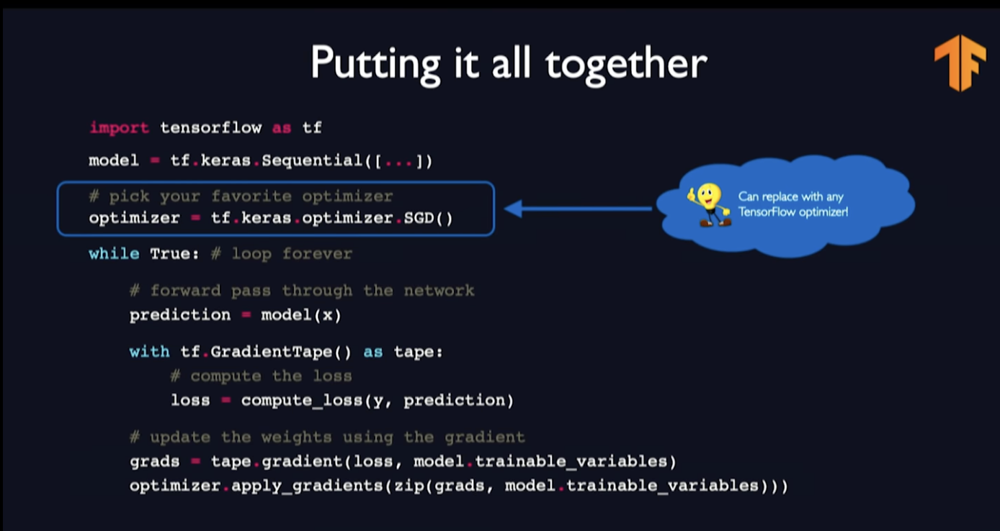 Putting it all together
import tensorflow as tf
model = tf.keras.Sequential([...])
# pick your favorite optimizer
optimizer = tf.keras.optimizer.SGD()
Can replace with any
TensorFlow optimizer!
while True: # loop forever
# forward pass through the network
prediction = model(x)
with tf.GradientTape() as tape:
# compute the loss
loss = compute_loss(y, prediction)
# update the weights using the gradient
grads = tape.gradient(loss, model.trainable_variables)
optimizer.apply_gradients(zip(grads, model.trainable_variables)))